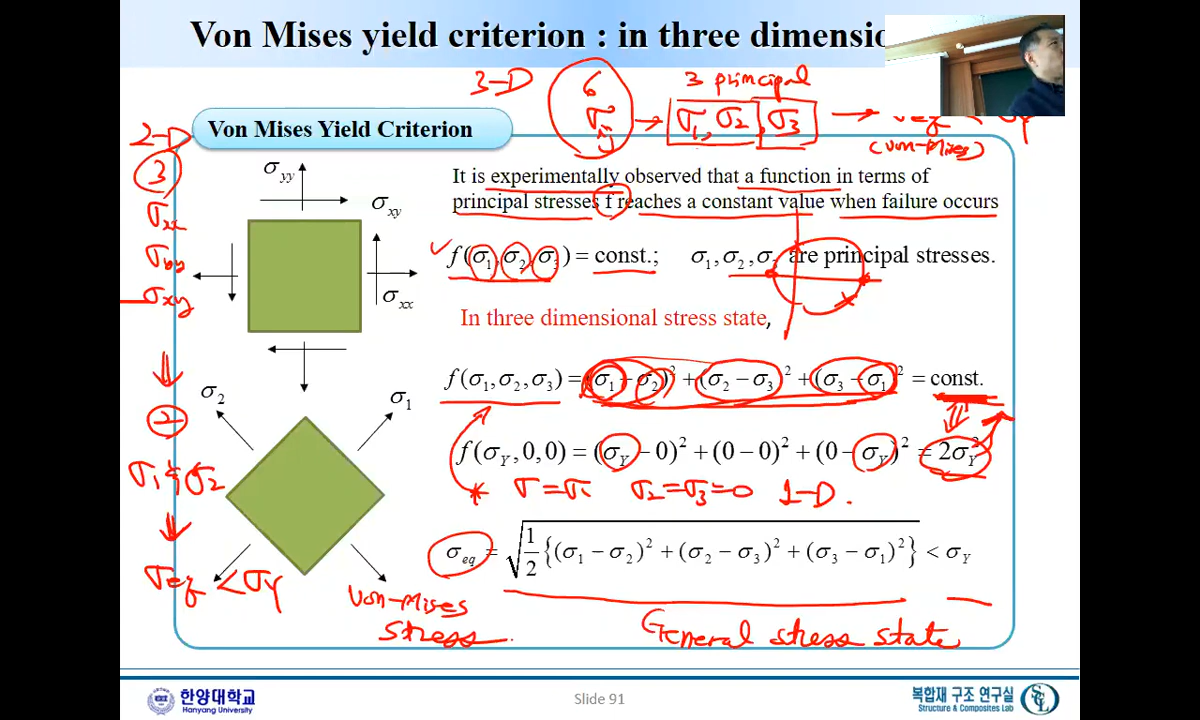 Von Mises yield criterion : in three dimensio
3-D
6
σij
→ σ1, σ2, σ3 →
3 principal
(von-Mises)
Von Mises Yield Criterion
2-D
3
σxx
σyy
σxy
2
σ1 & σ2
σeq < σY
σyy
σxy
σxx
σ2
σ1
Von-Mises
stress.
It is experimentally observed that a function in terms of
principal stresses f reaches a constant value when failure occurs
f(σ1, σ2, σ3) = const.; σ1, σ2, σ3 are principal stresses.
In three dimensional stress state,
f(σ1, σ2, σ3) = (σ1 − σ2)² + (σ2 − σ3)² + (σ3 − σ1)² = const.
f(σY, 0, 0) = (σY − 0)² + (0 − 0)² + (0 − σY)² = 2σY²
σ2 = σ3 = 0 1-D.
σeq = √1/2{(σ1 − σ2)² + (σ2 − σ3)² + (σ3 − σ1)²} < σY
General stress state
한양대학교
Hanyang University
Slide 91
복합재 구조 연구실
Structure & Composites Lab